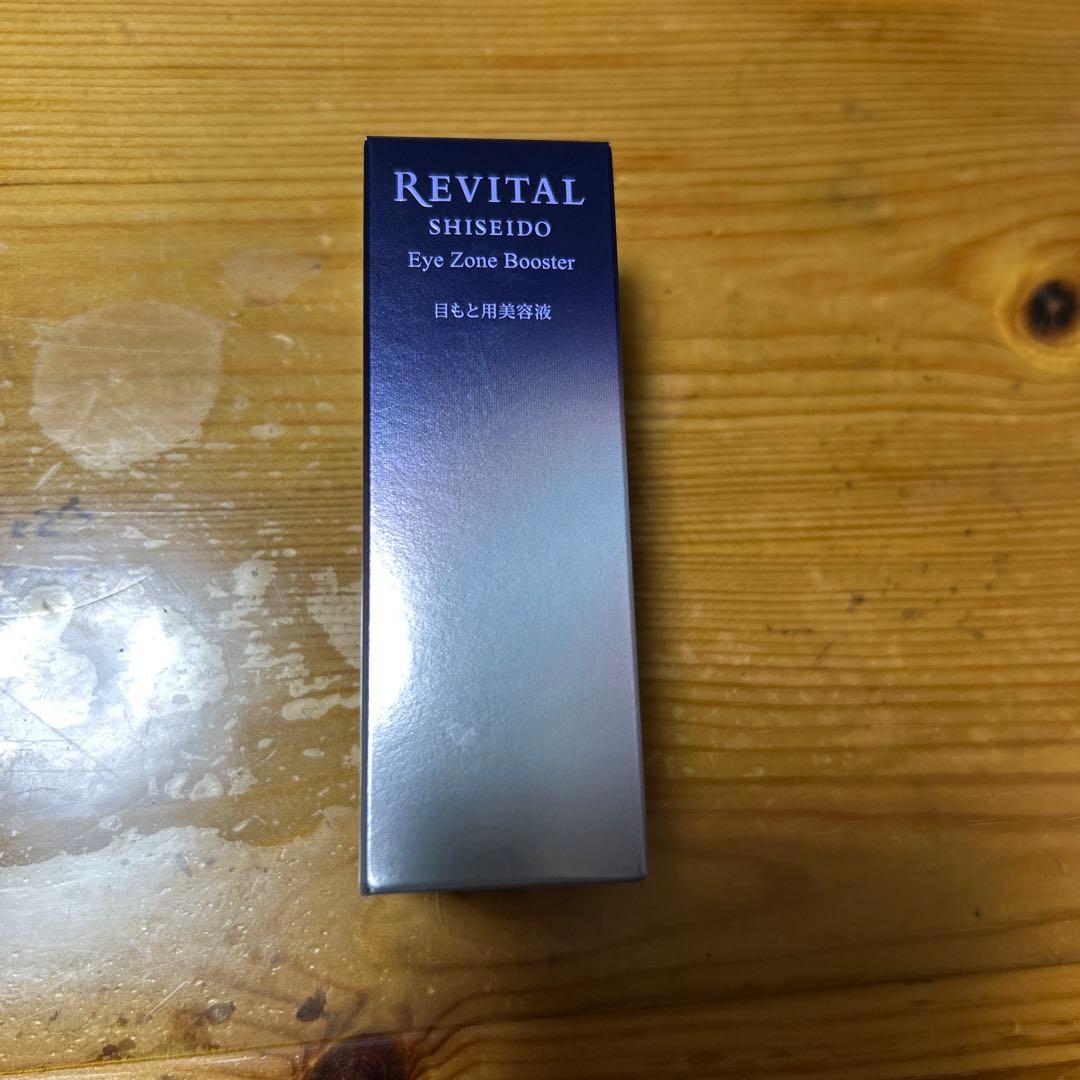 REVITAL
SHISEIDO
Eye Zone Booster
目もと用美容液